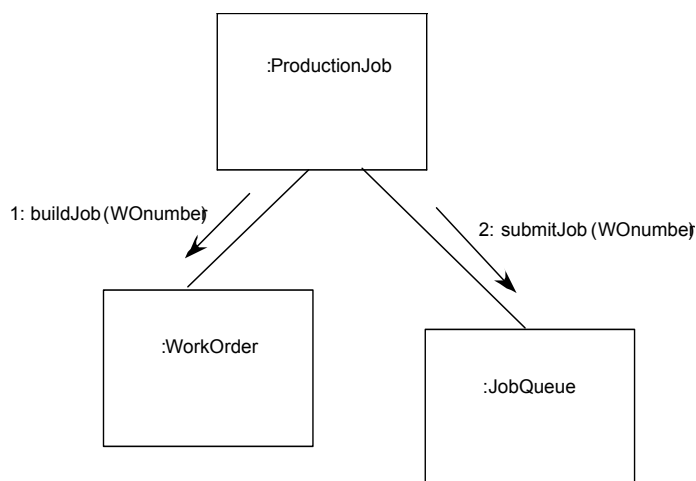 :ProductionJob
1: buildJob (WOnumber)
2: submitJob (WOnumber)
:WorkOrder
:JobQueue